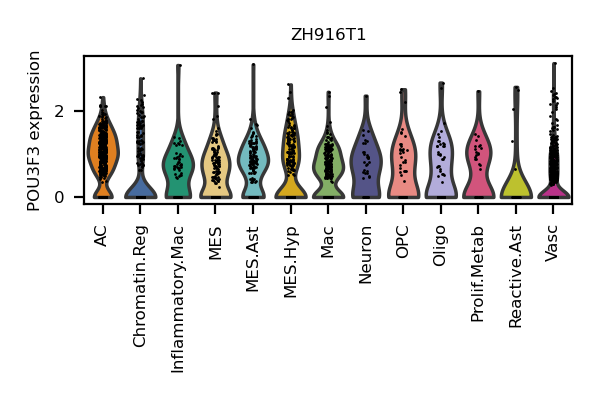 ZH916T1
POU3F3 expression
2
0
AC
Chromatin.Reg
Inflammatory.Mac
MES
MES.Ast
MES.Hyp
Mac
Neuron
OPC
Oligo
Prolif.Metab
Reactive.Ast
Vasc